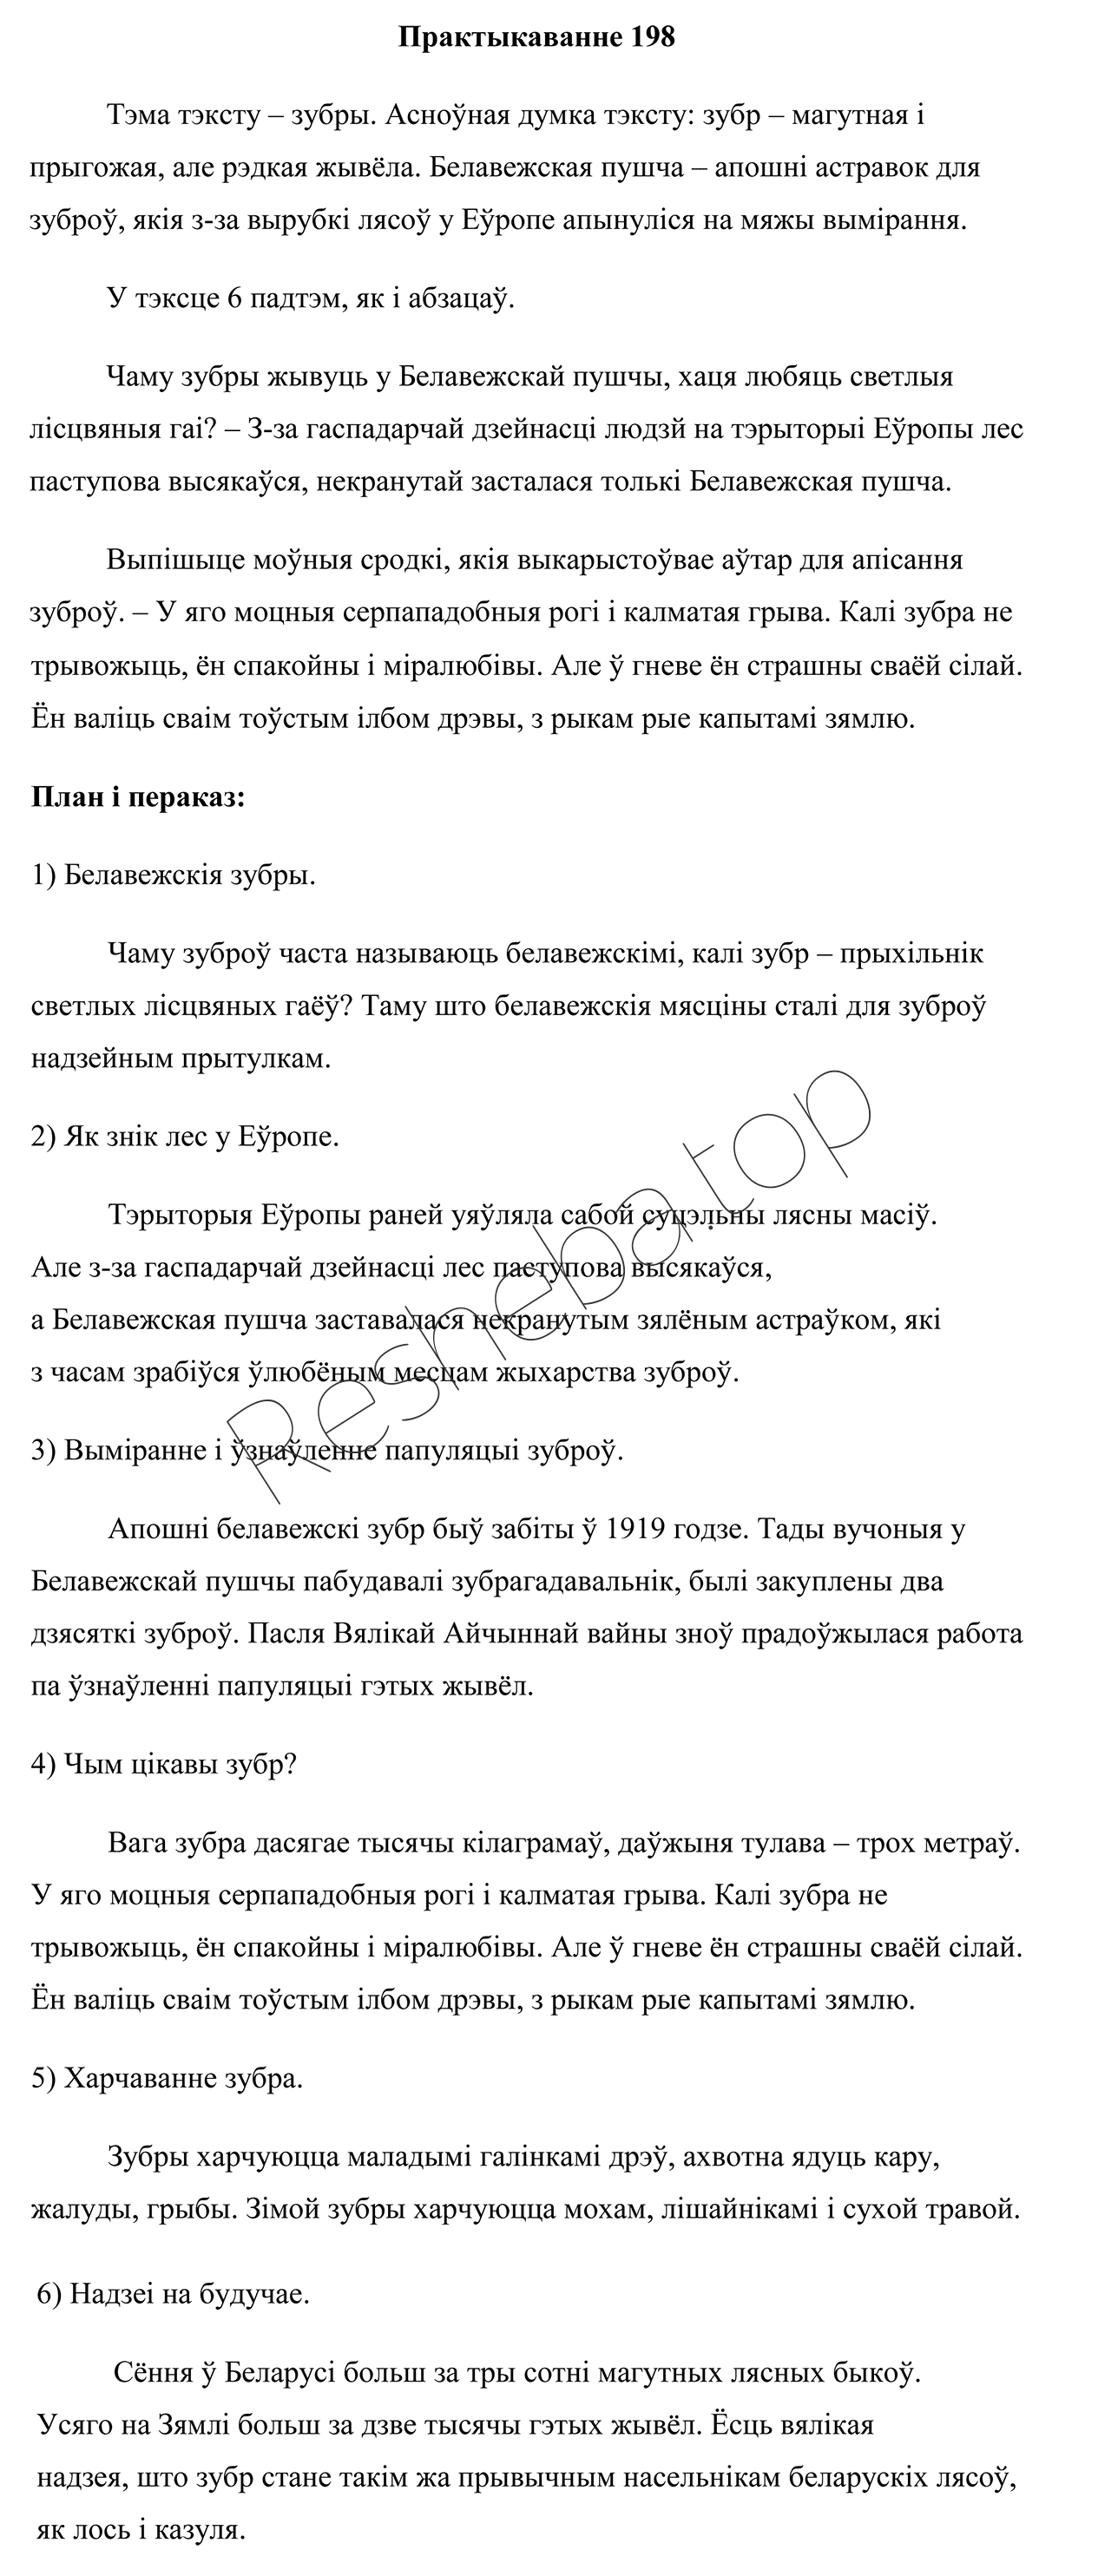 Практыкаванне 198
Тэма тэксту – зубры. Асноўная думка тэксту: зубр – магутная і
прыгожая, але рэдкая жывёла. Белавежская пушча – апошні астравок для
зуброў, якія з-за вырубкі лясоў у Еўропе апынуліся на мяжы вымірання.
У тэксце 6 падтэм, як і абзацаў.
Чаму зубры жывуць у Белавежскай пушчы, хаця любяць светлыя
лісцвяныя гаі? – З-за гаспадарчай дзейнасці людзй на тэрыторыі Еўропы лес
паступова высякаўся, некранутай засталася толькі Белавежская пушча.
Выпішыце моўныя сродкі, якія выкарыстоўвае аўтар для апісання
зуброў. – У яго моцныя серпападобныя рогі і калматая грыва. Калі зубра не
трывожыць, ён спакойны і міралюбівы. Але ў гневе ён страшны сваёй сілай.
Ён валіць сваім тоўстым ілбом дрэвы, з рыкам рые капытамі зямлю.
План і пераказ:
1) Белавежскія зубры.
Чаму зуброў часта называюць белавежскімі, калі зубр – прыхільнік
светлых лісцвяных гаёў? Таму што белавежскія мясціны сталі для зуброў
надзейным прытулкам.
2) Як знік лес у Еўропе.
Тэрыторыя Еўропы раней уяўляла сабой суцэльны лясны масіў.
Але з-за гаспадарчай дзейнасці лес паступова высякаўся,
а Белавежская пушча заставалася некранутым зялёным астраўком, які
з часам зрабіўся ўлюбёным месцам жыхарства зуброў.
3) Выміранне і ўзнаўленне папуляцыі зуброў.
Апошні белавежскі зубр быў забіты ў 1919 годзе. Тады вучоныя у
Белавежскай пушчы пабудавалі зубрагадавальнік, былі закуплены два
дзясяткі зуброў. Пасля Вялікай Айчыннай вайны зноў прадоўжылася работа
па ўзнаўленні папуляцыі гэтых жывёл.
4) Чым цікавы зубр?
Вага зубра дасягае тысячы кілаграмаў, даўжыня тулава – трох метраў.
У яго моцныя серпападобныя рогі і калматая грыва. Калі зубра не
трывожыць, ён спакойны і міралюбівы. Але ў гневе ён страшны сваёй сілай.
Ён валіць сваім тоўстым ілбом дрэвы, з рыкам рые капытамі зямлю.
5) Харчаванне зубра.
Зубры харчуюцца маладымі галінкамі дрэў, ахвотна ядуць кару,
жалуды, грыбы. Зімой зубры харчуюцца мохам, лішайнікамі і сухой травой.
6) Надзеі на будучае.
Сёння ў Беларусі больш за тры сотні магутных лясных быкоў.
Усяго на Зямлі больш за дзве тысячы гэтых жывёл. Ёсць вялікая
надзея, што зубр стане такім жа прывычным насельнікам беларускіх лясоў,
як лось і казуля.
Resheba.top